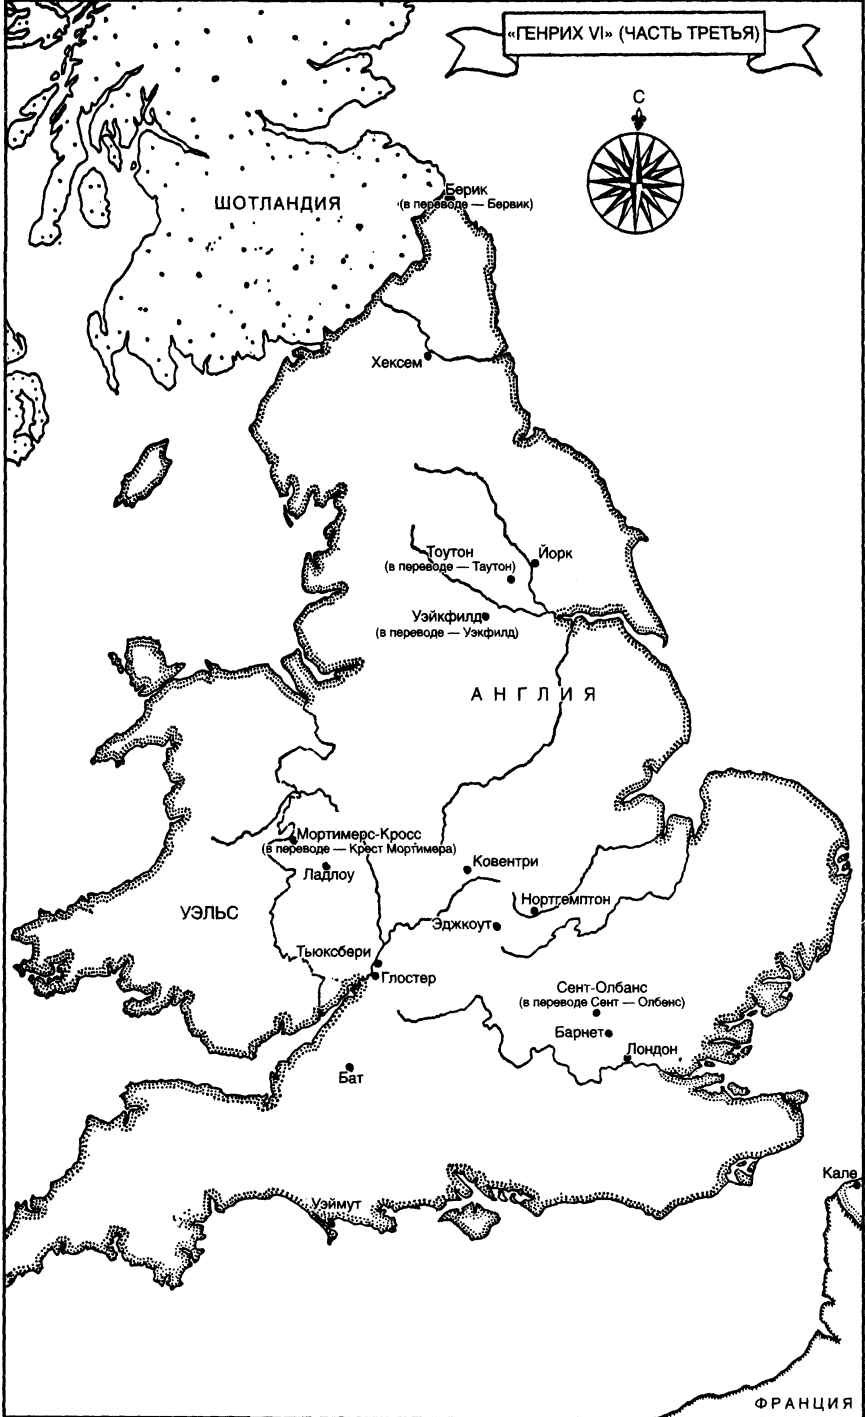 «ГЕНРИХ VI» (ЧАСТЬ ТРЕТЬЯ)
С
Берик
(в переводе — Бервик)
ШОТЛАНДИЯ
Хексем
Тоутон
(в переводе — Таутон)
Йорк
Уэйкфилд
(в переводе — Уэкфилд)
АНГЛИЯ
Мортимерс-Кросс
(в переводе — Крест Мортимера)
Ладлоу
Ковентри
Нортгемптон
УЭЛЬС
Эджкоут
Тьюксбери
Глостер
Сент-Олбанс
(в переводе Сент — Олбенс)
Барнет
Лондон
Бат
Кале
Уэймут
ФРАНЦИЯ